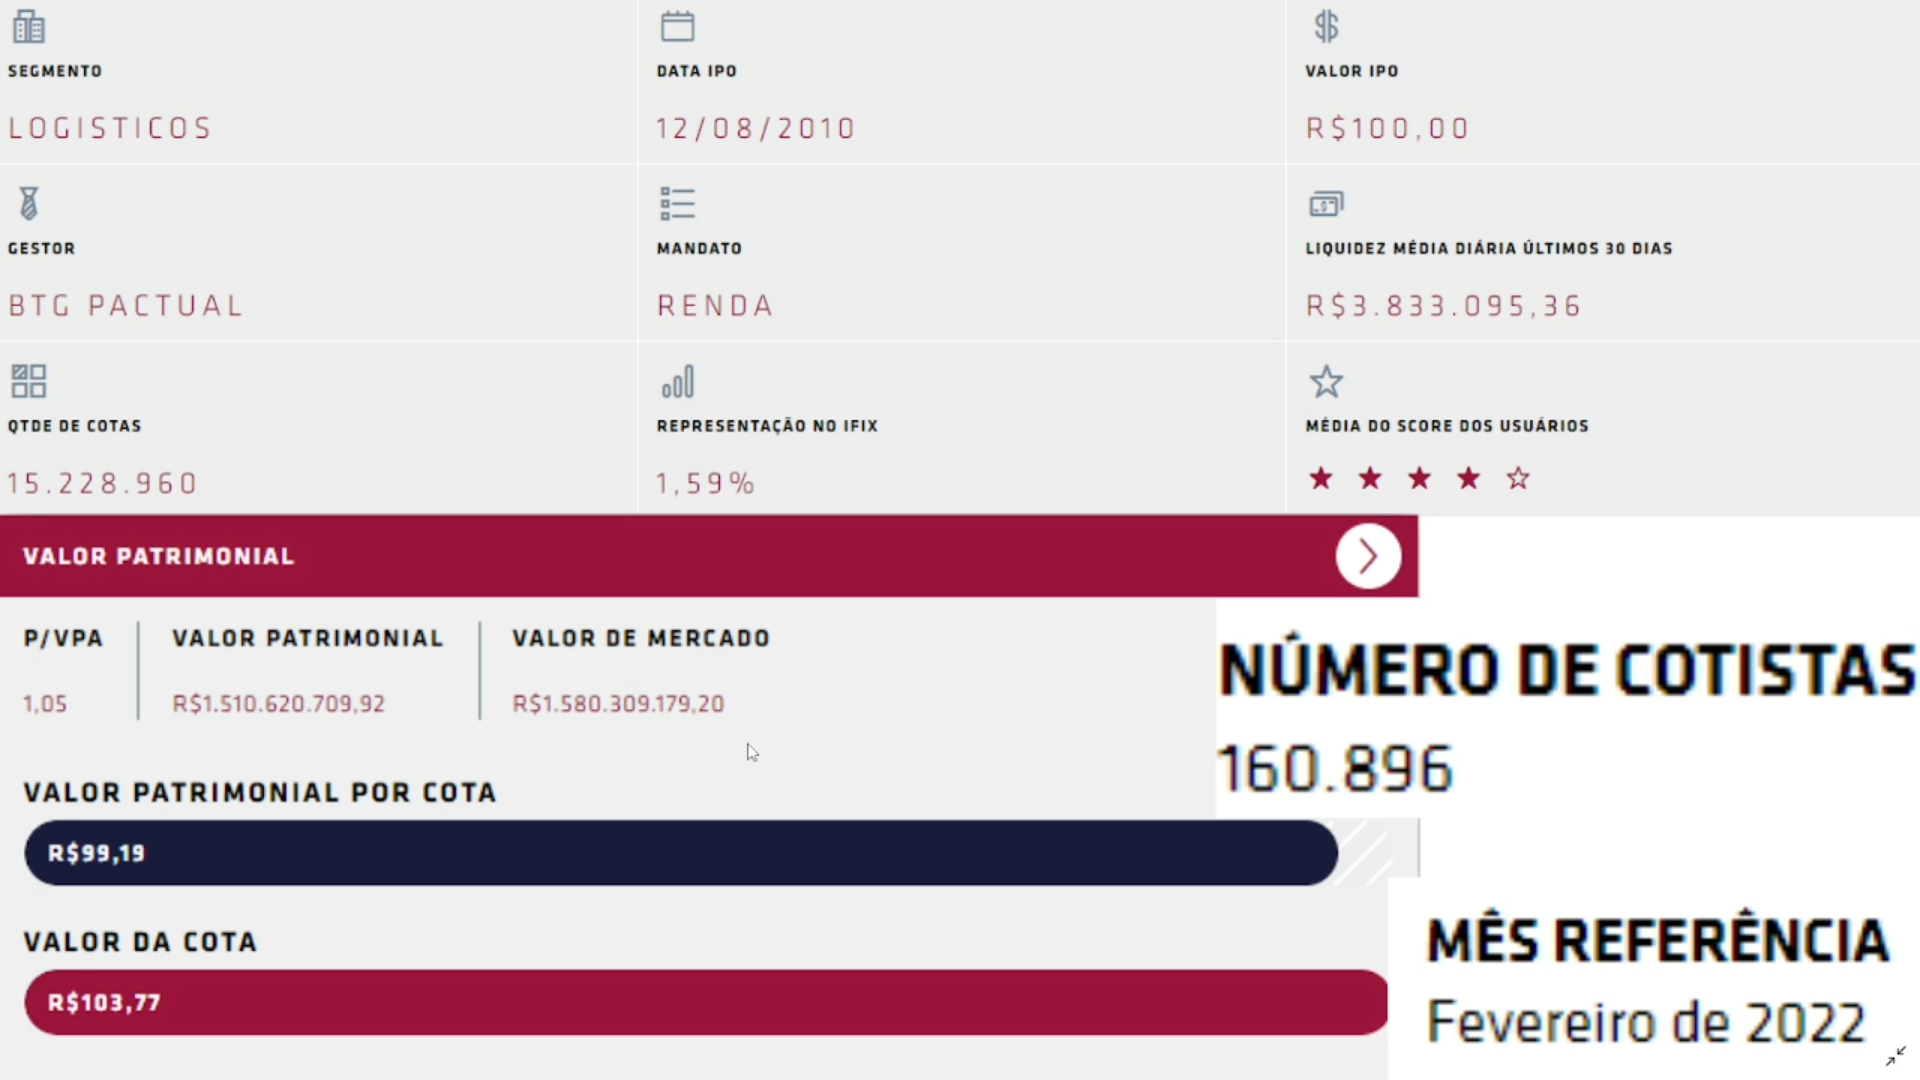 SEGMENTO
LOGISTICOS
DATA IPO
12/08/2010
VALOR IPO
R$100,00
GESTOR
BTG PACTUAL
MANDATO
RENDA
LIQUIDEZ MÉDIA DIÁRIA ÚLTIMOS 30 DIAS
R$3.833.095,36
QTDE DE COTAS
15.228.960
REPRESENTAÇÃO NO IFIX
1,59%
MÉDIA DO SCORE DOS USUÁRIOS
VALOR PATRIMONIAL
P/VPA
1,05
VALOR PATRIMONIAL
R$1.510.620.709,92
VALOR DE MERCADO
R$1.580.309.179,20
NÚMERO DE COTISTAS
160.896
VALOR PATRIMONIAL POR COTA
R$99,19
VALOR DA COTA
R$103,77
MÊS REFERÊNCIA
Fevereiro de 2022